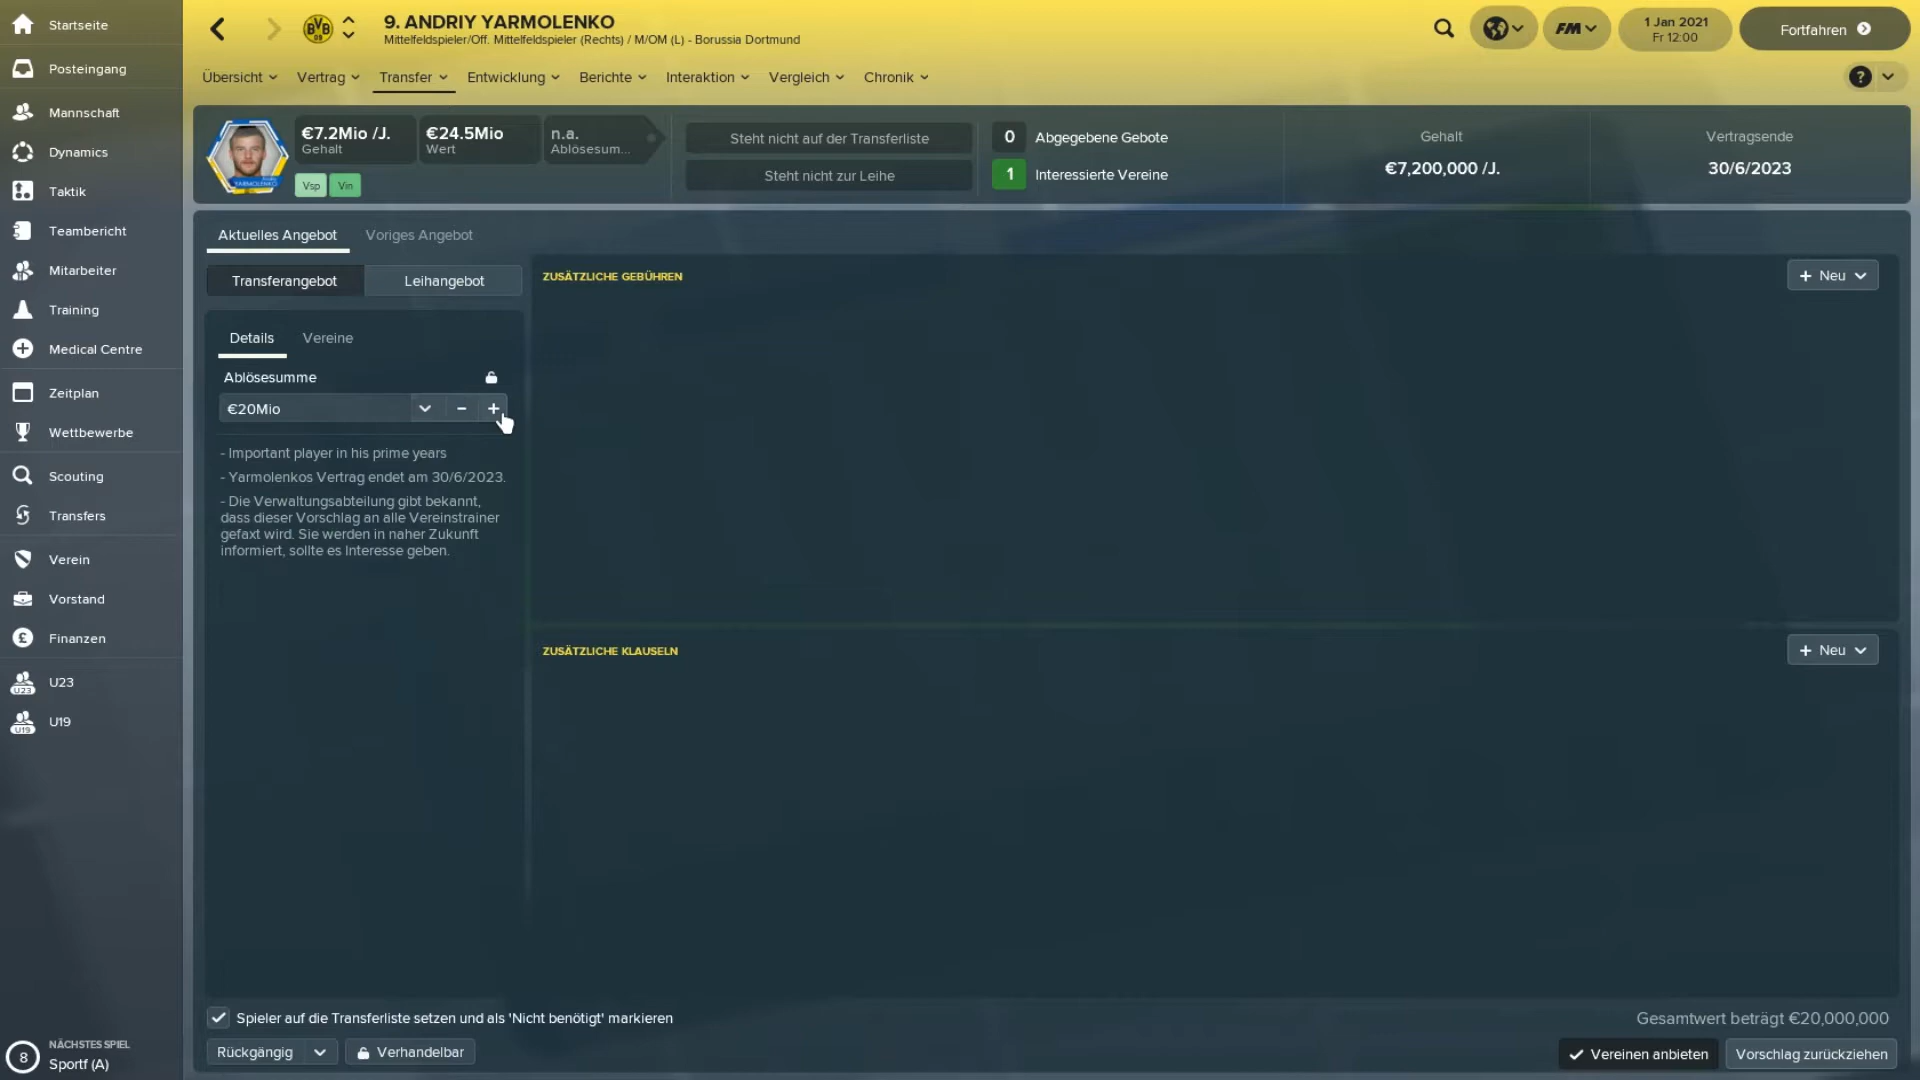 Startseite
Posteingang
Mannschaft
Dynamics
Taktik
Teambericht
Mitarbeiter
Training
Medical Centre
Zeitplan
Wettbewerbe
Scouting
Transfers
Verein
Vorstand
Finanzen
U23
U23
U19
U19
8
NÄCHSTES SPIEL
Sportf (A)
BVB
09
9. ANDRIY YARMOLENKO
Mittelfeldspieler/Off. Mittelfeldspieler (Rechts) / M/OM (L) - Borussia Dortmund
FM
1 Jan 2021
Fr 12:00
Fortfahren
Übersicht
Vertrag
Transfer
Entwicklung
Berichte
Interaktion
Vergleich
Chronik
?
YARMOLENKO
€7.2Mio /J.
Gehalt
€24.5Mio
Wert
n.a.
Ablösesum...
Vsp
Vin
Steht nicht auf der Transferliste
Steht nicht zur Leihe
0 Abgegebene Gebote
1 Interessierte Vereine
Gehalt
€7,200,000 /J.
Vertragsende
30/6/2023
Aktuelles Angebot
Voriges Angebot
Transferangebot
Leihangebot
Details
Vereine
Ablösesumme
€20Mio
- Important player in his prime years
- Yarmolenkos Vertrag endet am 30/6/2023.
- Die Verwaltungsabteilung gibt bekannt,
dass dieser Vorschlag an alle Vereinstrainer
gefaxt wird. Sie werden in naher Zukunft
informiert, sollte es Interesse geben.
ZUSÄTZLICHE GEBÜHREN
+ Neu
ZUSÄTZLICHE KLAUSELN
+ Neu
Spieler auf die Transferliste setzen und als 'Nicht benötigt' markieren
Gesamtwert beträgt €20,000,000
Rückgängig
Verhandelbar
Vereinen anbieten
Vorschlag zurückziehen